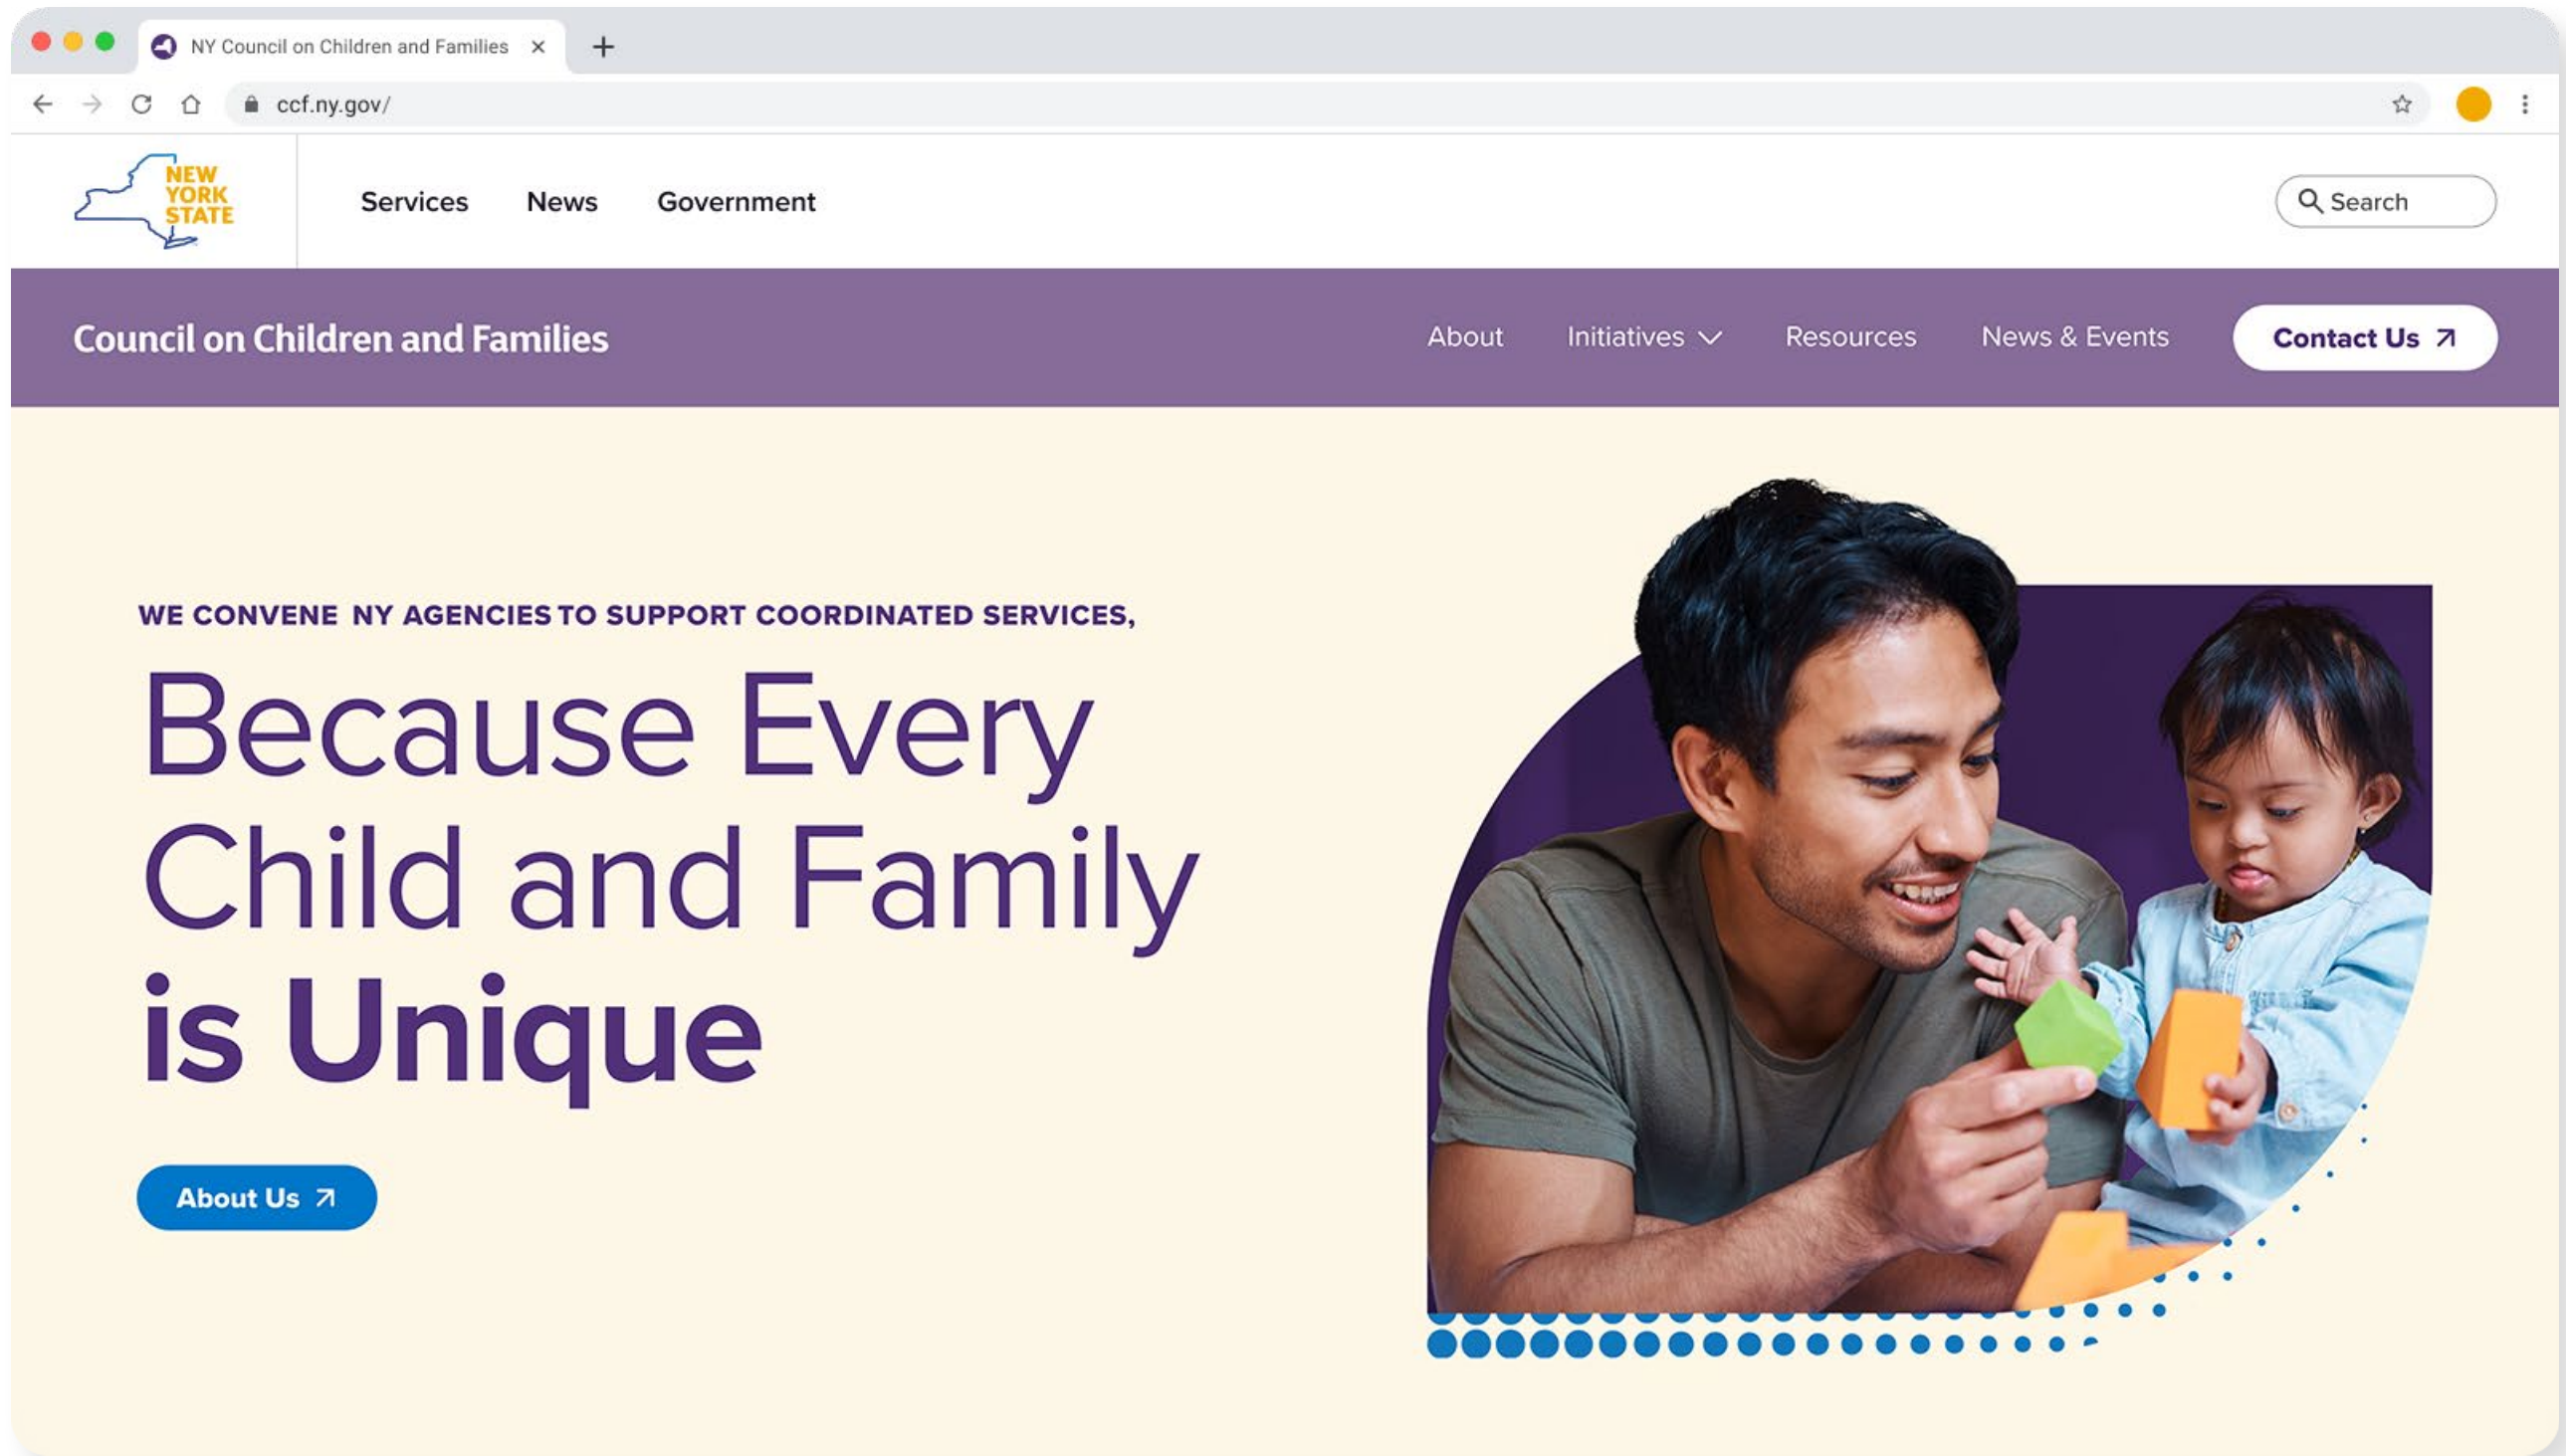 NY Council on Children and Families
ccf.ny.gov/
NEW
YORK
STATE
Services News Government
Search
Council on Children and Families
About Initiatives Resources News & Events Contact Us
WE CONVENE NY AGENCIES TO SUPPORT COORDINATED SERVICES,
Because Every
Child and Family
is Unique
About Us